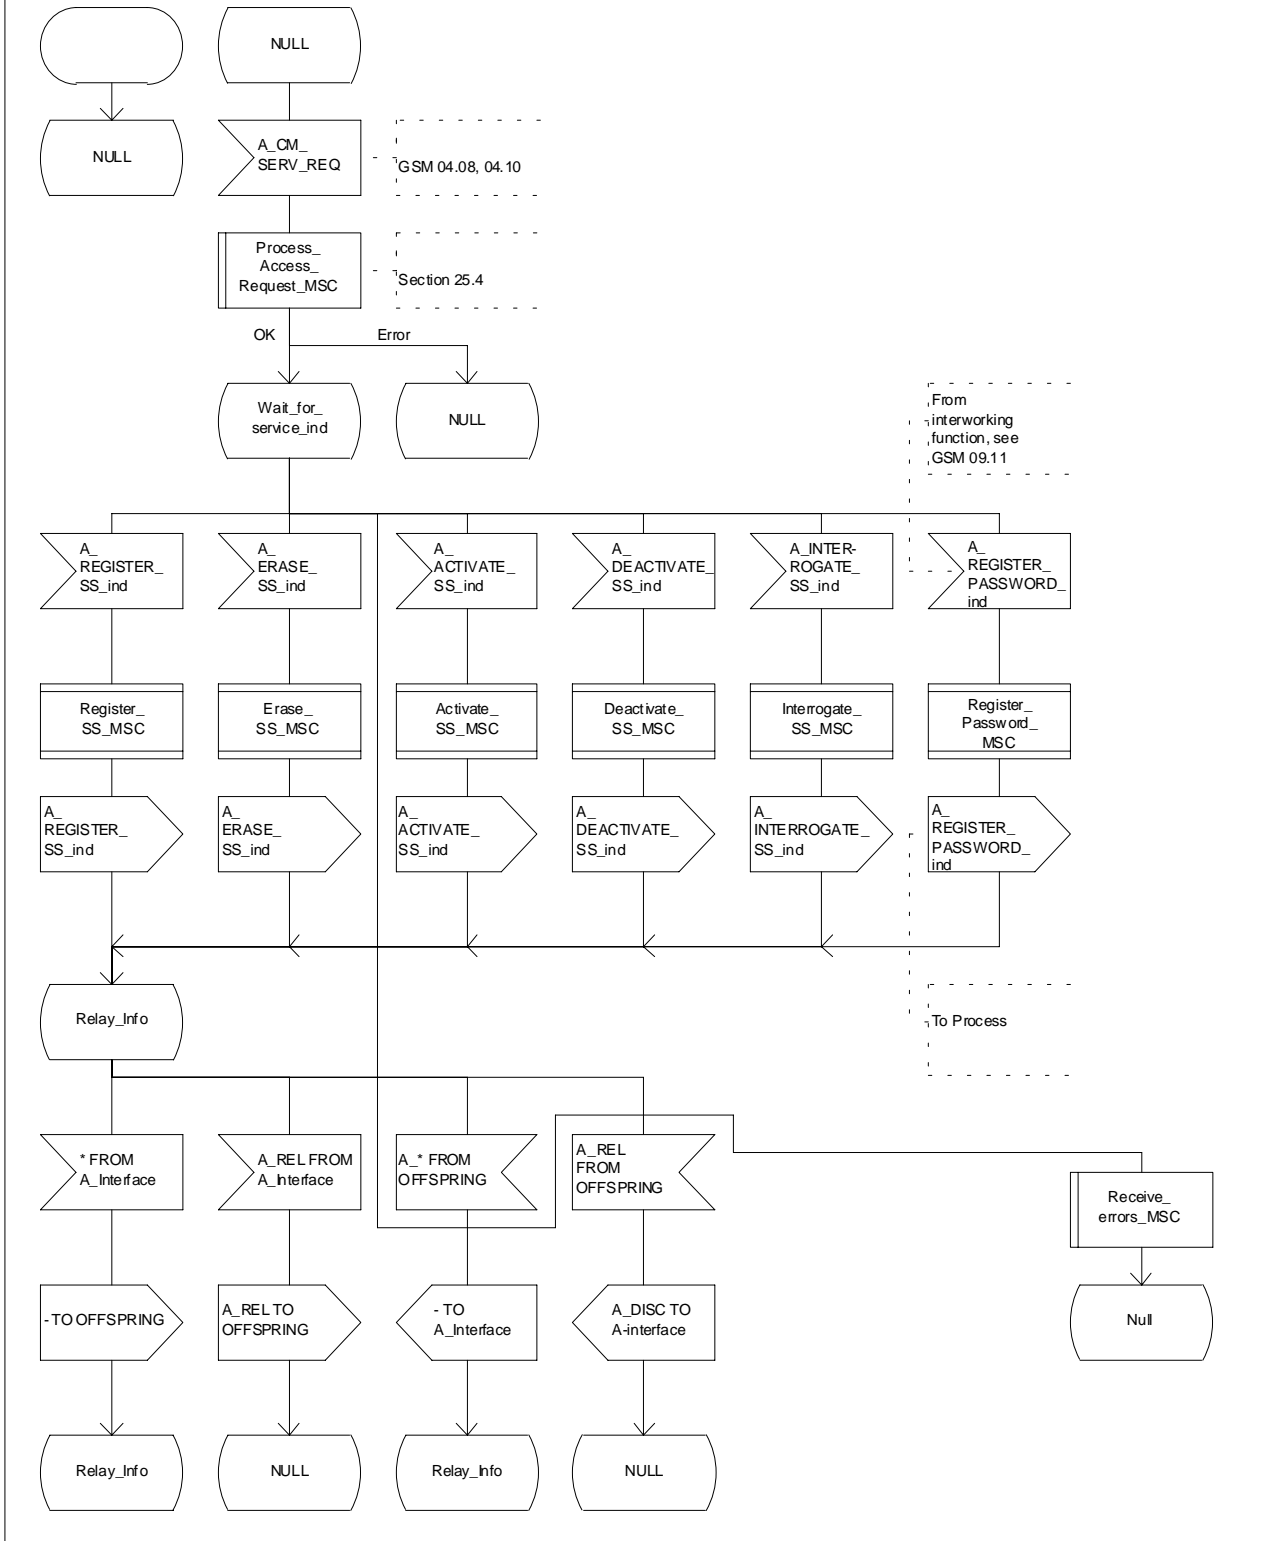 NULL
NULL
A_CM_
SERV_REQ
GSM 04.08, 04.10
Process_
Access_
Request_MSC
Section 25.4
OK
Error
Wait_for_
service_ind
NULL
From
interworking
function, see
GSM 09.11
A_
REGISTER_
SS_ind
A_
ERASE_
SS_ind
A_
ACTIVATE_
SS_ind
A_
DEACTIVATE_
SS_ind
A_INTER-
ROGATE_
SS_ind
A_
REGISTER_
PASSWORD_
ind
Register_
SS_MSC
Erase_
SS_MSC
Activate_
SS_MSC
Deactivate_
SS_MSC
Interrogate_
SS_MSC
Register_
Password_
MSC
A_
REGISTER_
SS_ind
A_
ERASE_
SS_ind
A_
ACTIVATE_
SS_ind
A_
DEACTIVATE_
SS_ind
A_
INTERROGATE_
SS_ind
A_
REGISTER_
PASSWORD_
ind
Relay_Info
To Process
* FROM
A_Interface
A_REL FROM
A_Interface
A_* FROM
OFFSPRING
A_REL
FROM
OFFSPRING
Receive_
errors_MSC
- TO OFFSPRING
A_REL TO
OFFSPRING
- TO
A_Interface
A_DISC TO
A-interface
Null
Relay_Info
NULL
Relay_Info
NULL